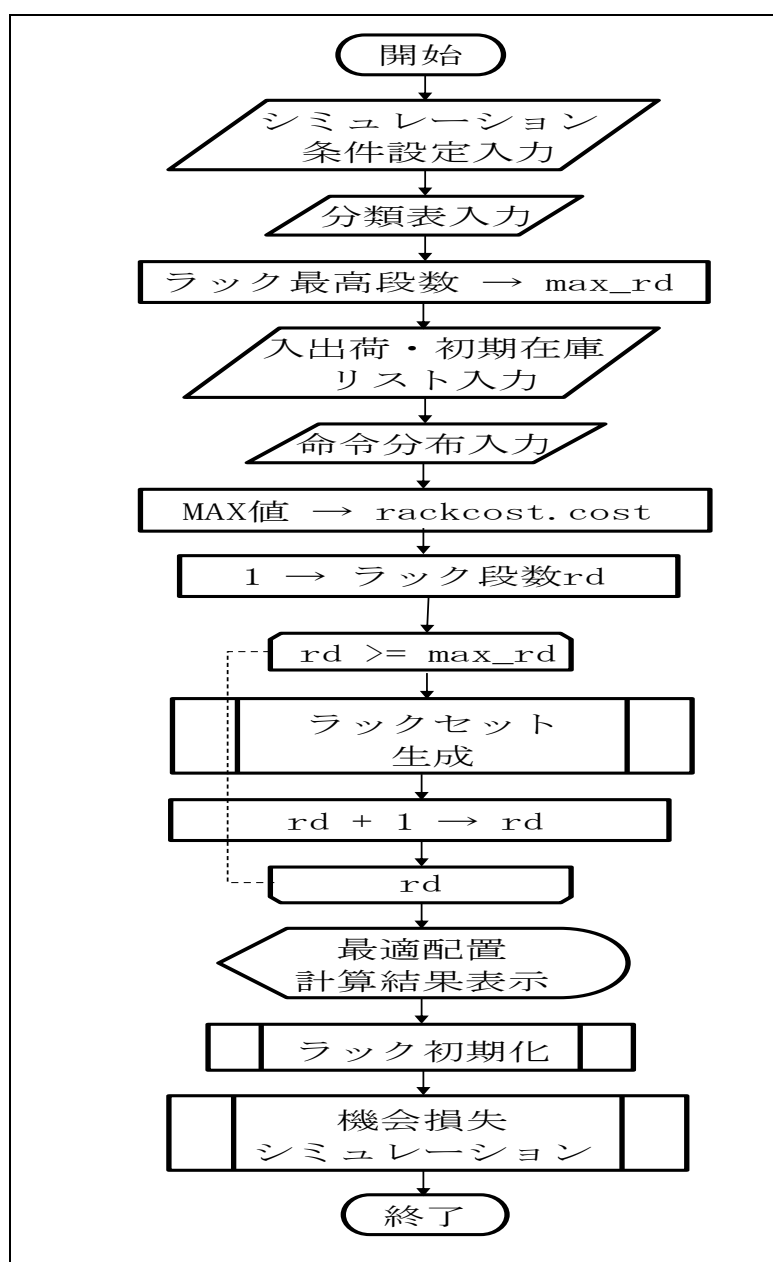 開始
シミュレーション
条件設定入力
分類表入力
ラック最高段数 → max_rd
入出荷・初期在庫
リスト入力
命令分布入力
MAX値 → rackcost.cost
1 → ラック段数rd
rd >= max_rd
ラックセット
生成
rd + 1 → rd
rd
最適配置
計算結果表示
ラック初期化
機会損失
シミュレーション
終了